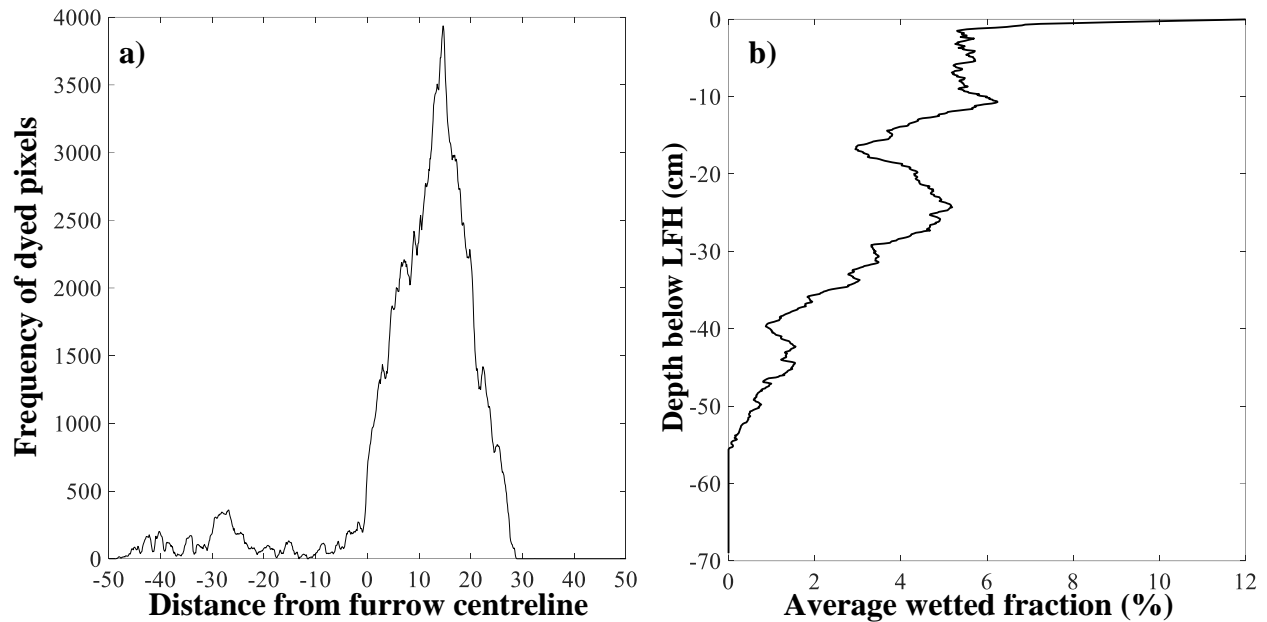 a)
4000
3500
3000
2500
2000
1500
1000
500
0
Frequency of dyed pixels
-50 -40 -30 -20 -10 0 10 20 30 40 50
Distance from furrow centreline
b)
0
-10
-20
-30
-40
-50
-60
-70
Depth below LFH (cm)
0 2 4 6 8 10 12
Average wetted fraction (%)